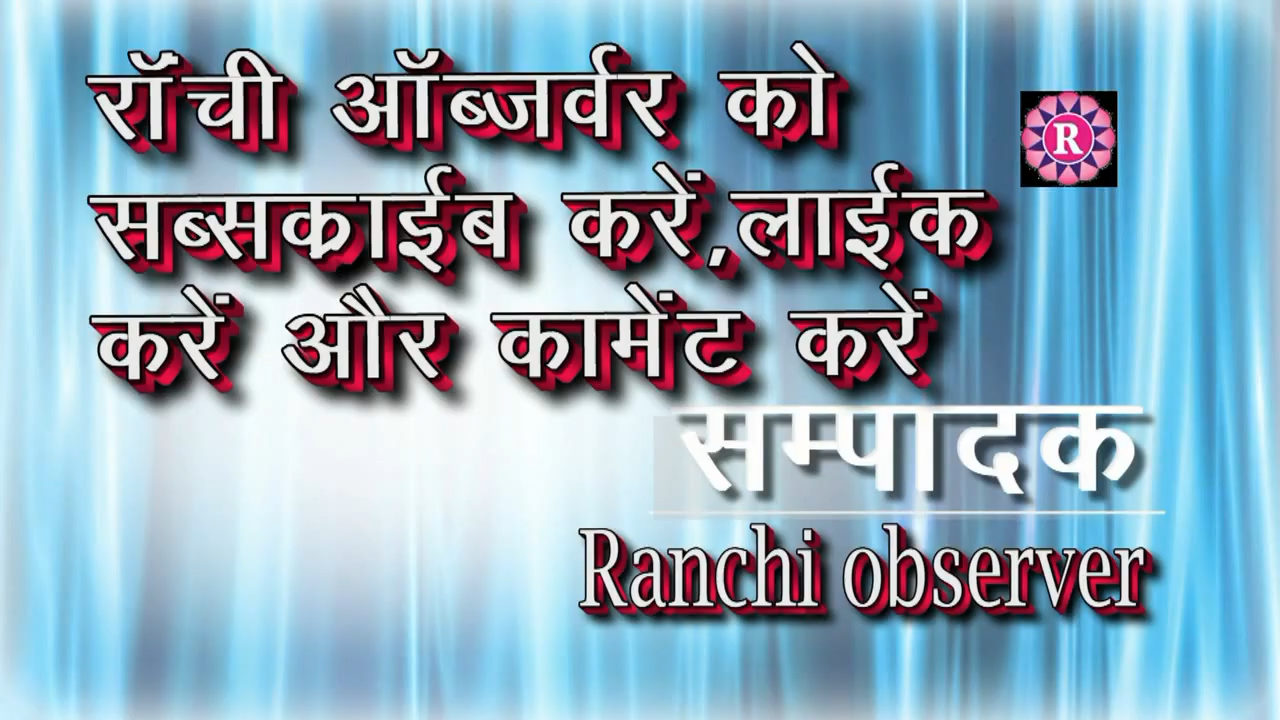 रॉंची ऑब्जर्वर को
सब्सक्राईब करें,लाईक
करें और कामेंट करें
सम्पादक
Ranchi observer
R